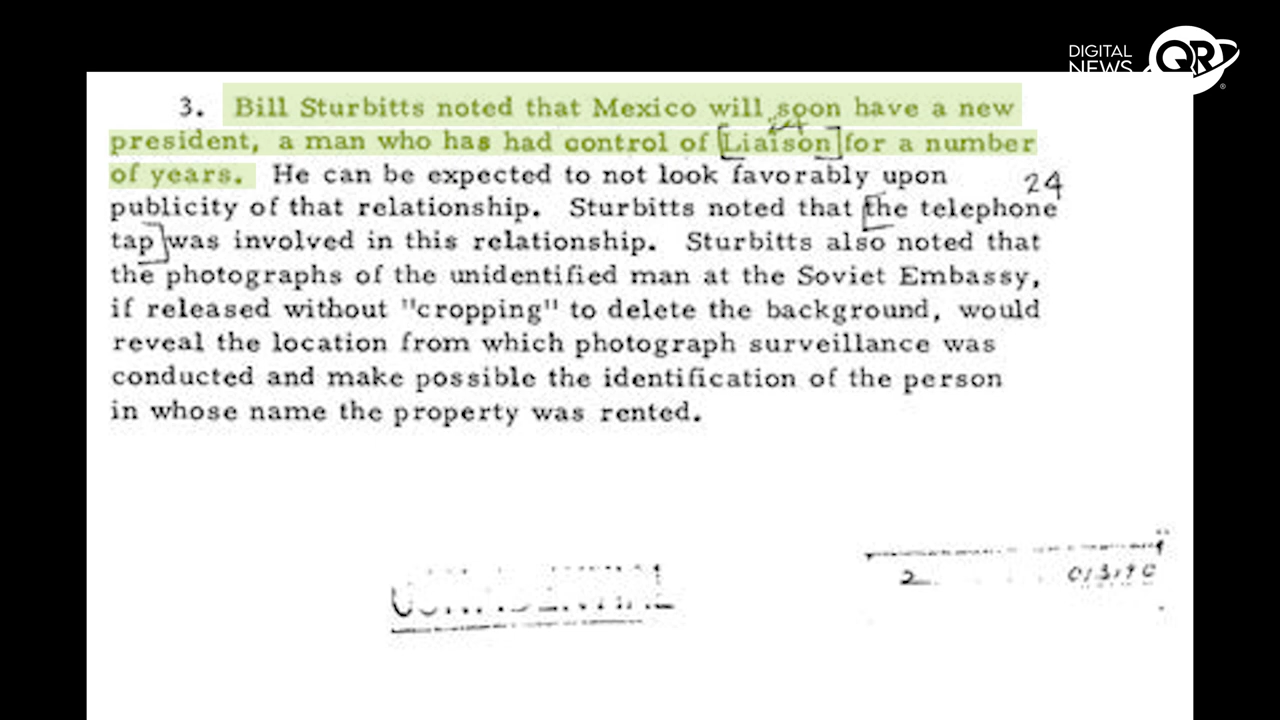 DIGITAL
NEWS
QR
3. Bill Sturbitts noted that Mexico will soon have a new
24
president, a man who has had control of [Liaison] for a number
of years. He can be expected to not look favorably upon
24
publicity of that relationship. Sturbitts noted that [the telephone
tap] was involved in this relationship. Sturbitts also noted that
the photographs of the unidentified man at the Soviet Embassy,
if released without "cropping" to delete the background, would
reveal the location from which photograph surveillance was
conducted and make possible the identification of the person
in whose name the property was rented.
CONFIDENTIAL
2